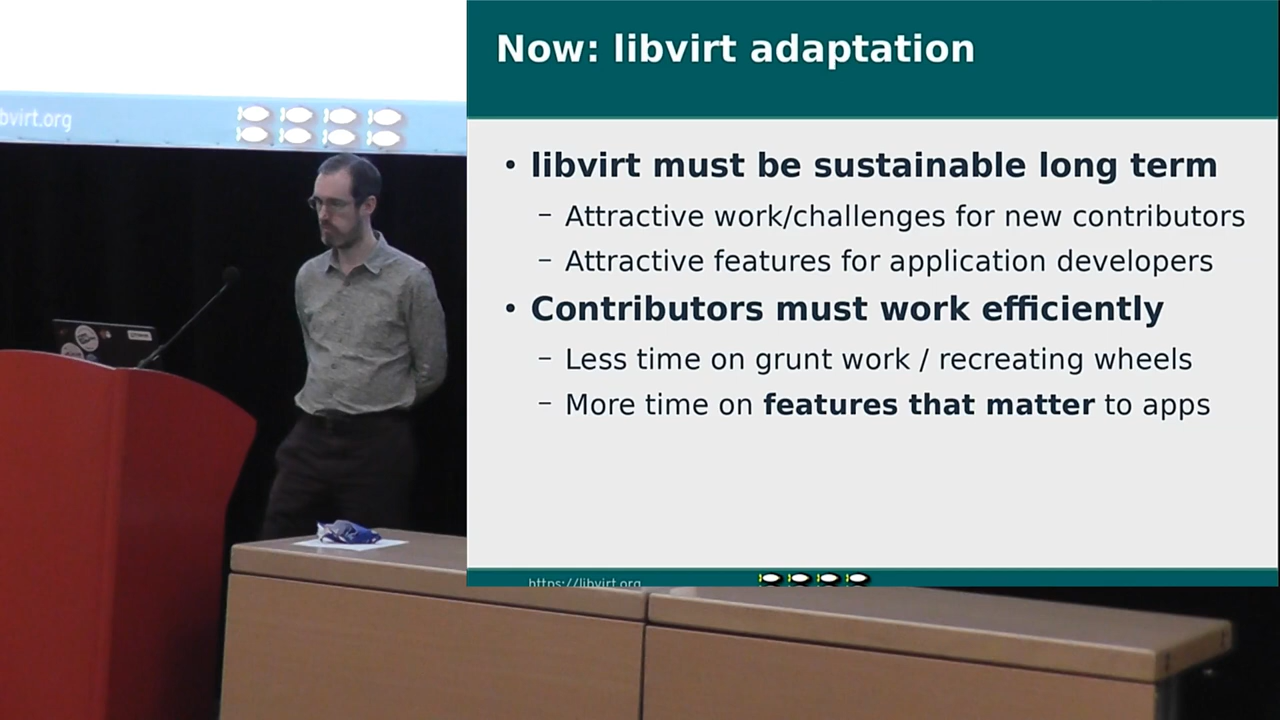 Now: libvirt adaptation
bvirt.org
• libvirt must be sustainable long term
– Attractive work/challenges for new contributors
– Attractive features for application developers
• Contributors must work efficiently
– Less time on grunt work / recreating wheels
– More time on features that matter to apps
https://libvirt.org